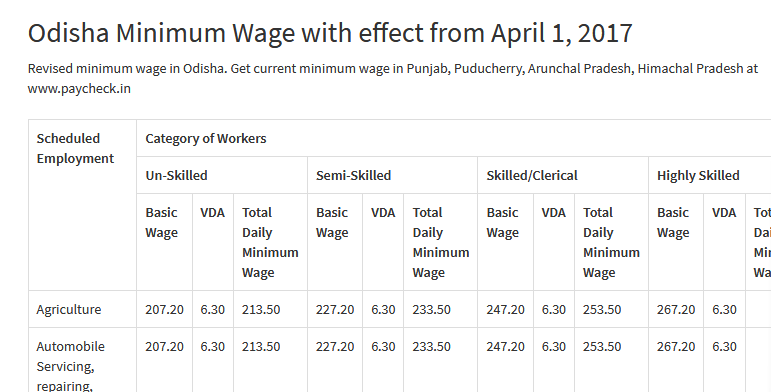 Odisha Minimum Wage with effect from April 1, 2017
Revised minimum wage in Odisha. Get current minimum wage in Punjab, Puducherry, Arunchal Pradesh, Himachal Pradesh at
www.paycheck.in
Scheduled Employment
Category of Workers
Un-Skilled Semi-Skilled Skilled/Clerical Highly Skilled
Basic VDA Total Basic VDA Total Basic VDA Total Basic VDA
Wage Daily Wage Daily Wage Daily Wage
Minimum Minimum Minimum
Wage Wage Wage
Agriculture 207.20 6.30 213.50 227.20 6.30 233.50 247.20 6.30 253.50 267.20 6.30
Automobile 207.20 6.30 213.50 227.20 6.30 233.50 247.20 6.30 253.50 267.20 6.30
Servicing,
repairing,